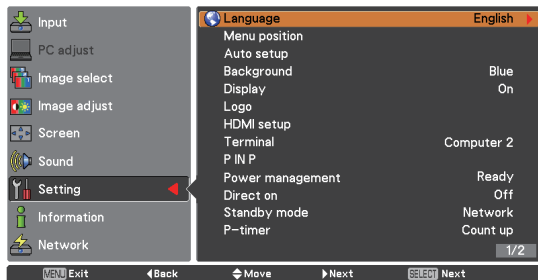 Input
PC adjust
Image select
Image adjust
Screen
Sound
Setting
Information
Network
Language English
Menu position
Auto setup
Background Blue
Display On
Logo
HDMI setup
Terminal Computer 2
P IN P
Power management Ready
Direct on Off
Standby mode Network
P-timer Count up
1/2
MENU Exit Back Move Next SELECT Next